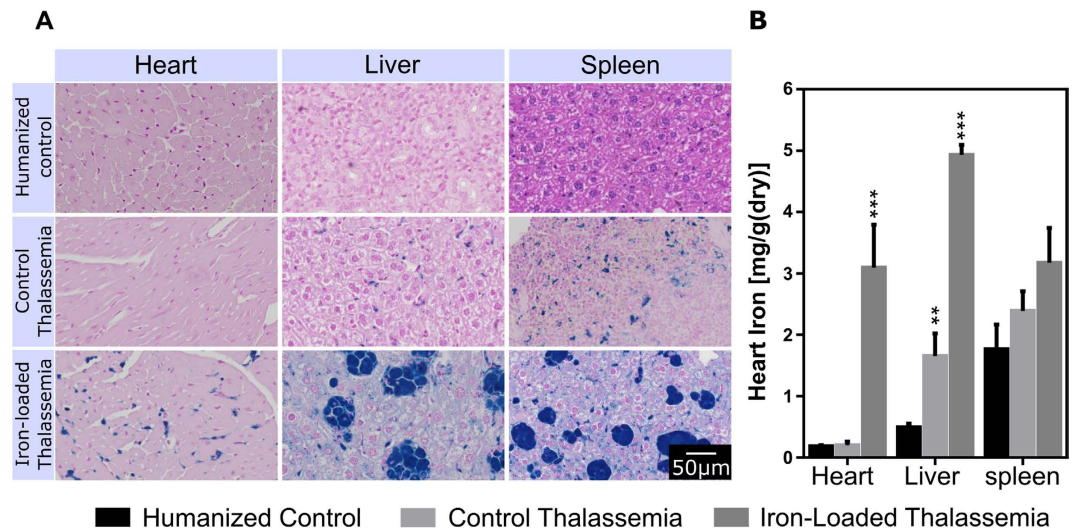 A
B
Heart
Liver
Spleen
Humanized
control
Control
Thalassemia
Iron-loaded
Thalassemia
50µm
Heart Iron [mg/g(dry)]
6
5
4
3
2
1
0
***
**
***
Heart
Liver
spleen
Humanized Control
Control Thalassemia
Iron-Loaded Thalassemia